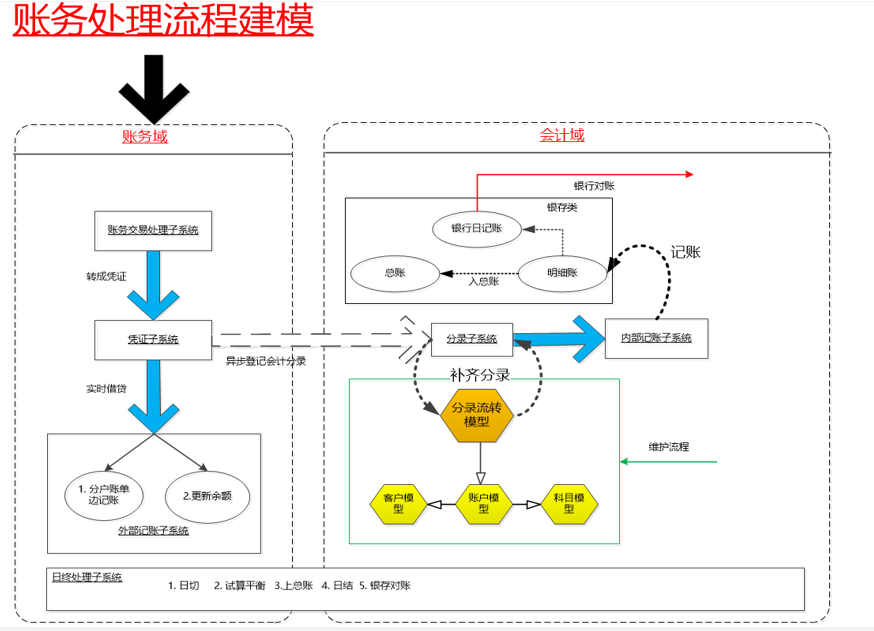 账务处理流程建模
账务域
账务交易处理子系统
转成凭证
凭证子系统
异步登记会计分录
实时借贷
1. 分户账单
边记账
2.更新余额
外部记账子系统
会计域
银行对账
银存类
银行日记账
总账
入总账
明细账
记账
分录子系统
内部记账子系统
补齐分录
分录流转
模型
维护流程
客户模
型
账户模
型
科目模
型
日终处理子系统
1. 日切 2. 试算平衡 3.上总账 4. 日结 5. 银存对账